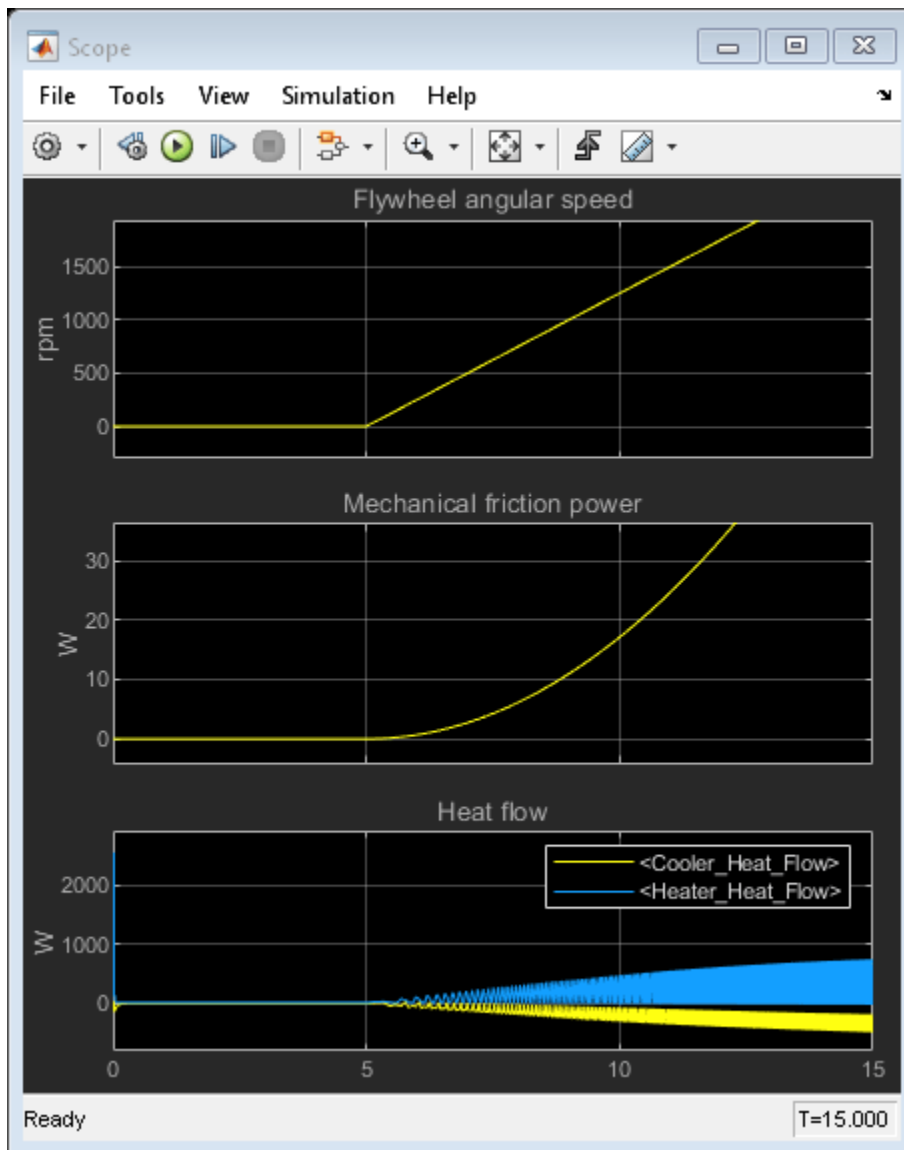 Scope
File Tools View Simulation Help
Flywheel angular speed
1500
1000
500
0
rpm
Mechanical friction power
30
20
10
0
W
Heat flow
<Cooler_Heat_Flow>
<Heater_Heat_Flow>
2000
1000
0
W
0 5 10 15
Ready T=15.000